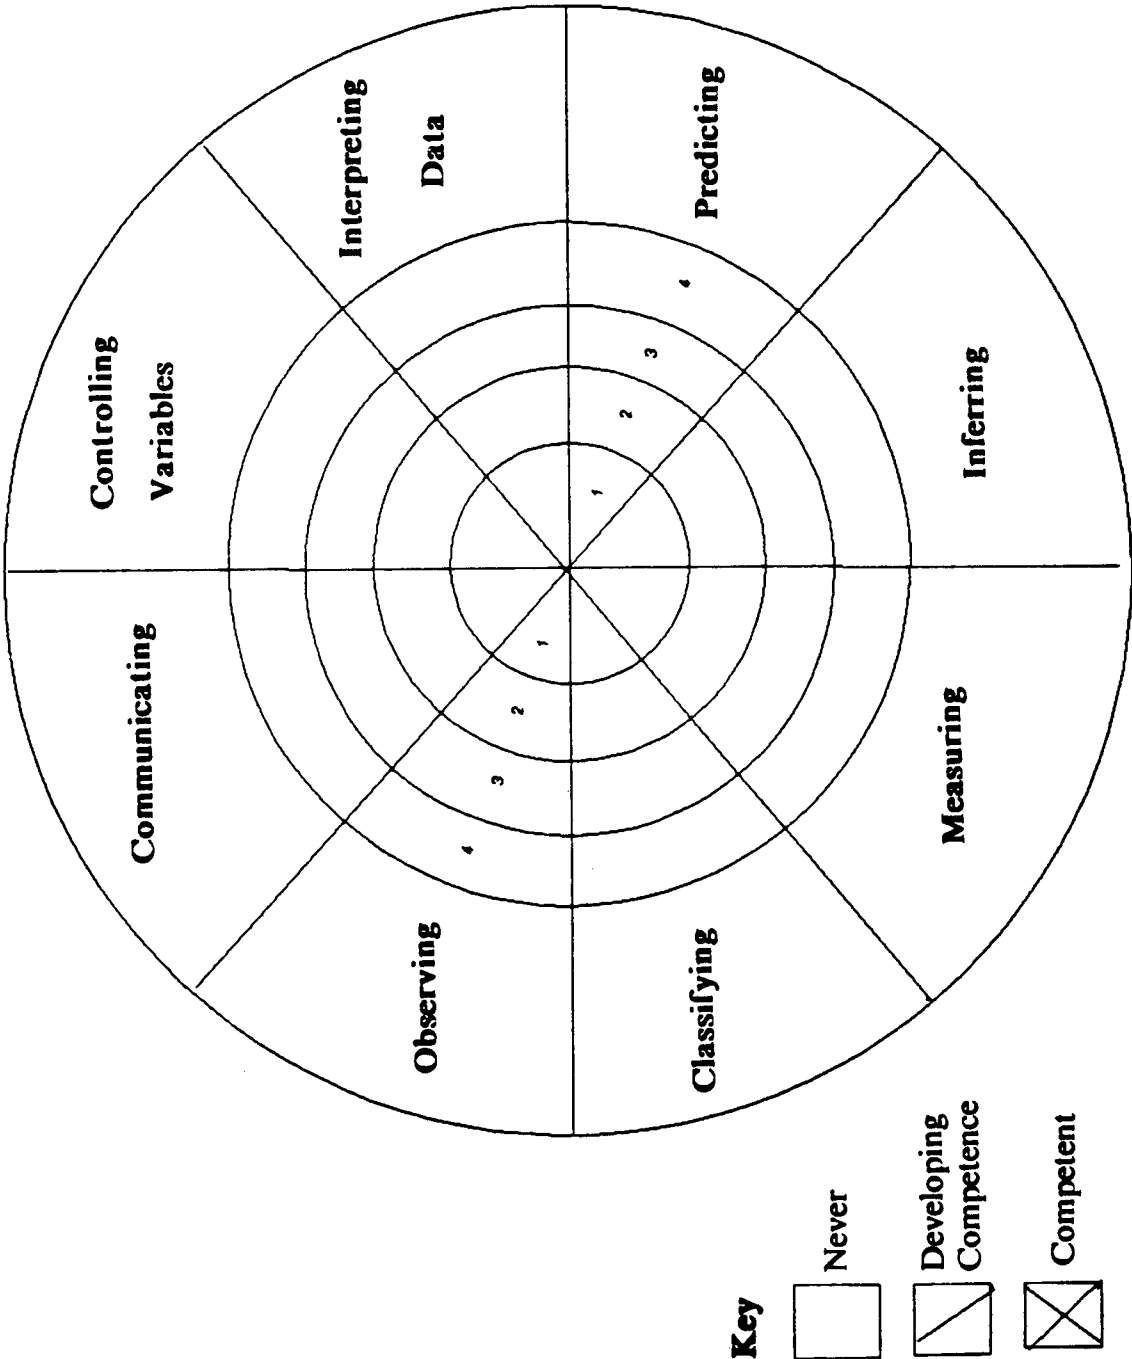 Communicating
Controlling
Variables
Interpreting
Data
Observing
4
3
2
1
1
2
3
4
Classifying
Predicting
Measuring
Inferring
Key
Never
Developing
Competence
Competent